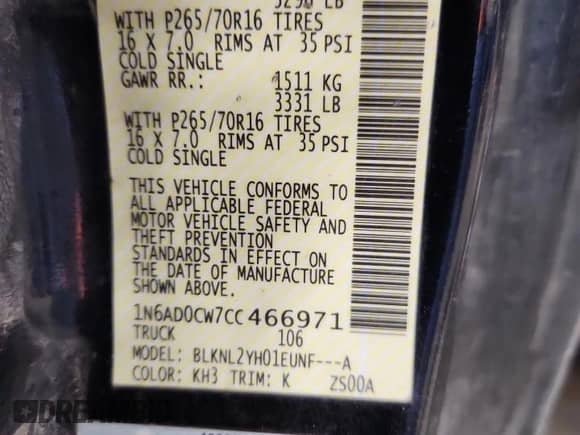 3296 LB
WITH P265/70R16 TIRES
16 X 7.0 RIMS AT 35 PSI
COLD SINGLE
GAWR RR.: 1511 KG
3331 LB
WITH P265/70R16 TIRES
16 X 7.0 RIMS AT 35 PSI
COLD SINGLE
THIS VEHICLE CONFORMS TO
ALL APPLICABLE FEDERAL
MOTOR VEHICLE SAFETY AND
THEFT PREVENTION
STANDARDS IN EFFECT ON
THE DATE OF MANUFACTURE
SHOWN ABOVE.
1N6AD0CW7CC466971
TRUCK 106
MODEL: BLKNL2YH01EUNF---A
COLOR: KH3 TRIM: K ZS00A